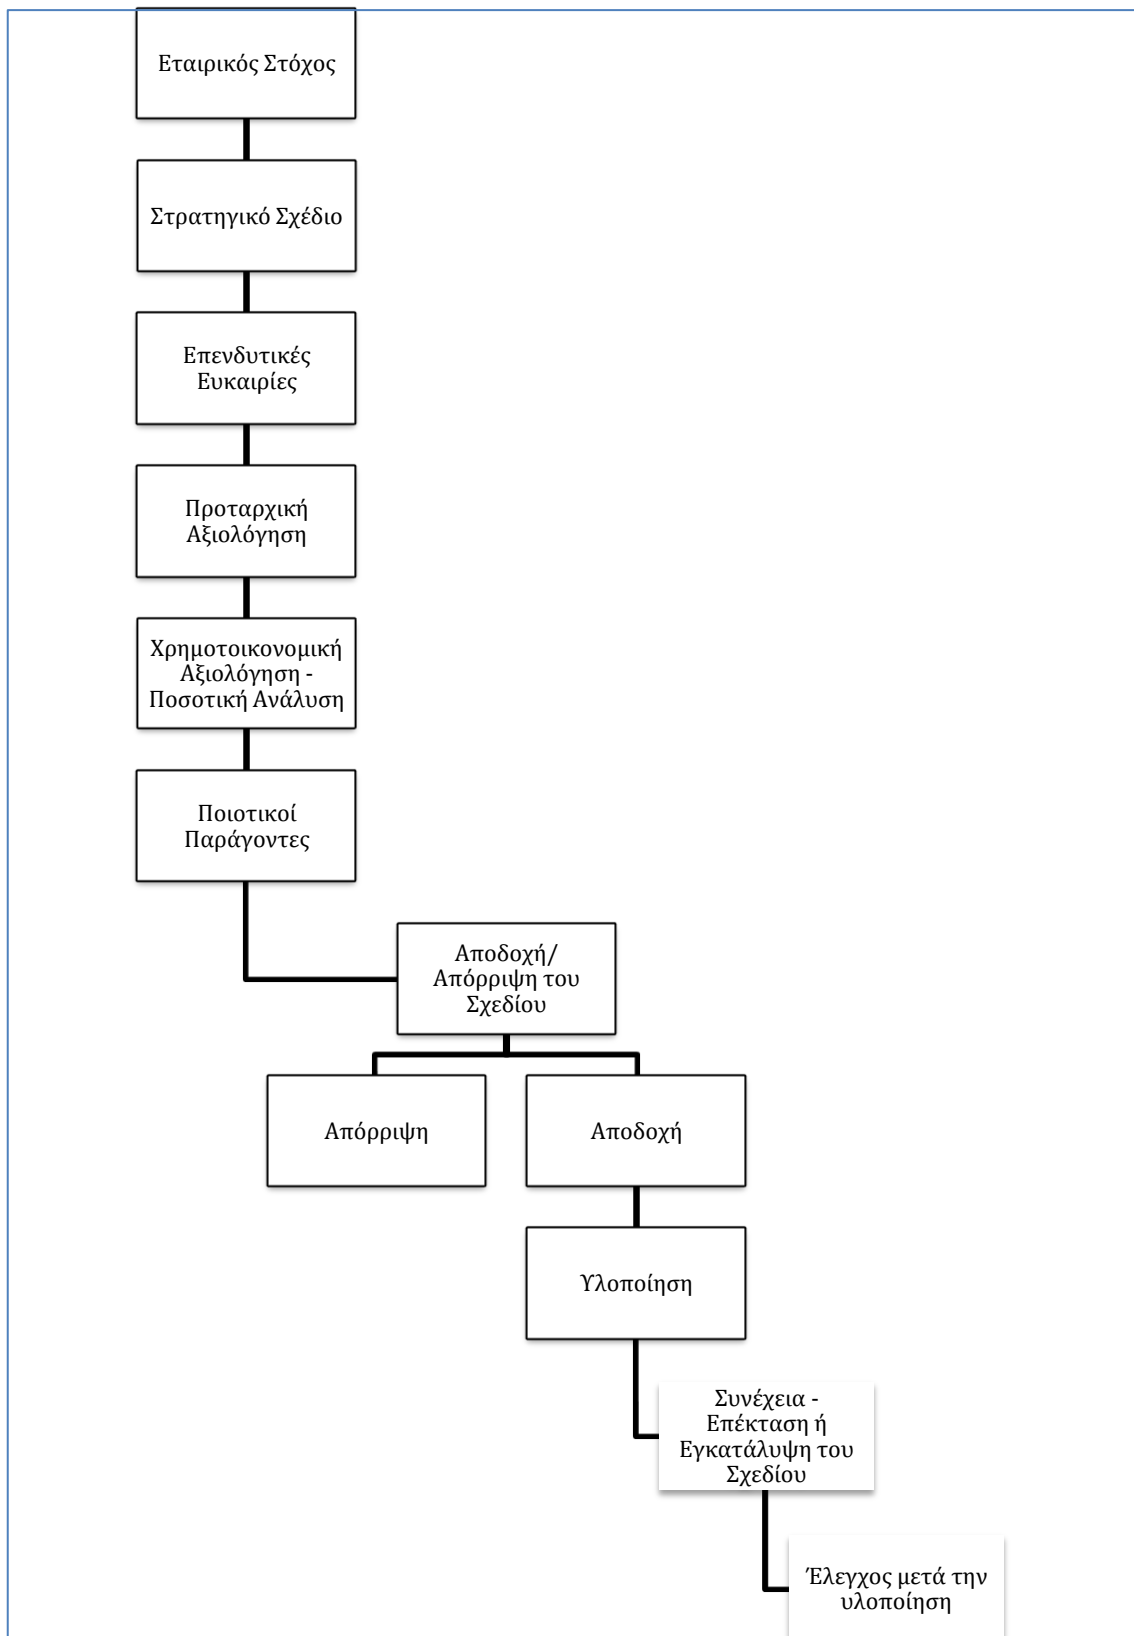 Εταιρικός Στόχος
Στρατηγικό Σχέδιο
Επενδυτικές
Ευκαιρίες
Προταρχική
Αξιολόγηση
Χρημοτοικονομική
Αξιολόγηση -
Ποσοτική Ανάλυση
Ποιοτικοί
Παράγοντες
Αποδοχή/
Απόρριψη του
Σχεδίου
Απόρριψη
Αποδοχή
Υλοποίηση
Συνέχεια -
Επέκταση ή
Εγκατάλυψη του
Σχεδίου
Έλεγχος μετά την
υλοποίηση